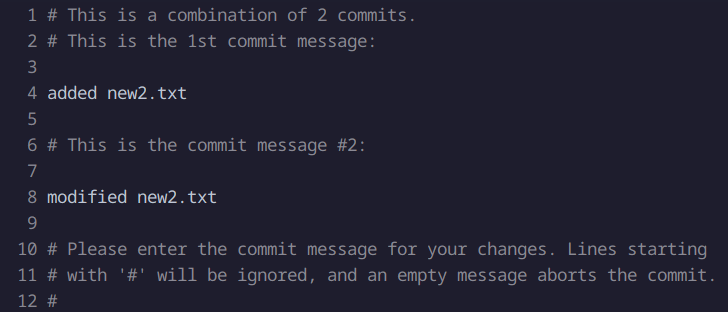 1 # This is a combination of 2 commits.
2 # This is the 1st commit message:
3
4 added new2.txt
5
6 # This is the commit message #2:
7
8 modified new2.txt
9
10 # Please enter the commit message for your changes. Lines starting
11 # with '#' will be ignored, and an empty message aborts the commit.
12 #